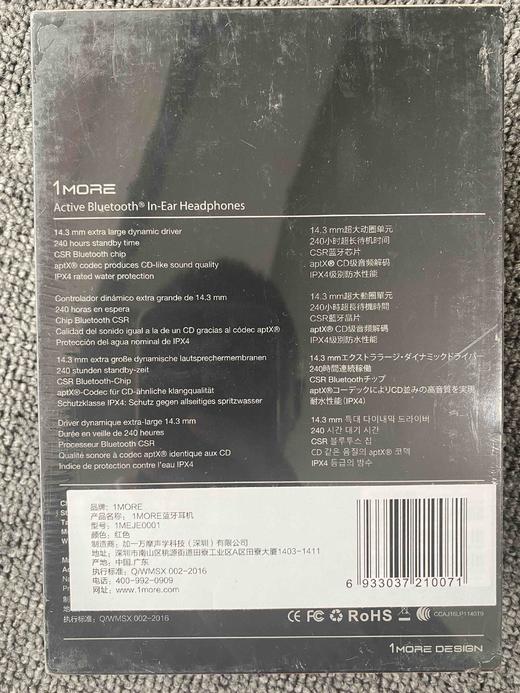 1MORE
Active Bluetooth® In-Ear Headphones
14.3 mm extra large dynamic driver
240 hours standby time
CSR Bluetooth chip
aptX® codec produces CD-like sound quality
IPX4 rated water protection
14.3 mm超大动圈单元
240小时超长待机时间
CSR蓝牙芯片
aptX® CD级音频解码
IPX4级别防水性能
Controlador dinámico extra grande de 14.3 mm
240 horas en espera
Chip Bluetooth CSR
Calidad del sonido igual a la de un CD gracias al códec aptX®
Protección del agua nominal de IPX4
14.3 mm超大動圈單元
240小時超長待機時間
CSR藍牙晶片
aptX® CD級音頻解碼
IPX4級別防水性能
14.3 mm extra große dynamische lautsprechermembranen
240 stunden standby-zeit
CSR Bluetooth-Chip
aptX®-Codec für CD-ähnliche klangqualität
Schutzklasse IPX4: Schutz gegen allseitiges spritzwasser
14.3 mmエクストララージ・ダイナミックドライバー
240時間連続稼働
CSR Bluetoothチップ
aptX®コーデックによりCD並みの高音質を実現
耐水性能(IPX4)
Driver dynamique extra-large 14.3 mm
Durée en veille de 240 heures
Processeur Bluetooth CSR
Qualité sonore à codec aptX® identique aux CD
Indice de protection contre l'eau IPX4
14.3 mm 특대 다이내믹 드라이버
240 시간 대기 시간
CSR 블루투스 칩
CD 같은 음질의 aptX® 코덱
IPX4 등급의 방수
品牌：1MORE
产品名称：1MORE蓝牙耳机
型号：1MEJE0001
颜色：红色
制造商：加一万摩声学科技（深圳）有限公司
地址：深圳市南山区桃源街道田寮工业区A区田寮大厦1403-1411
产地：中国.广东
执行标准：Q/WMSX 002-2016
电话：400-992-0909
网址：www.1more.com
6 933037 210071
执行标准：Q/WMSX 002-2016
CE FC RoHS CCAJ16LP1140T9
1MORE DESIGN